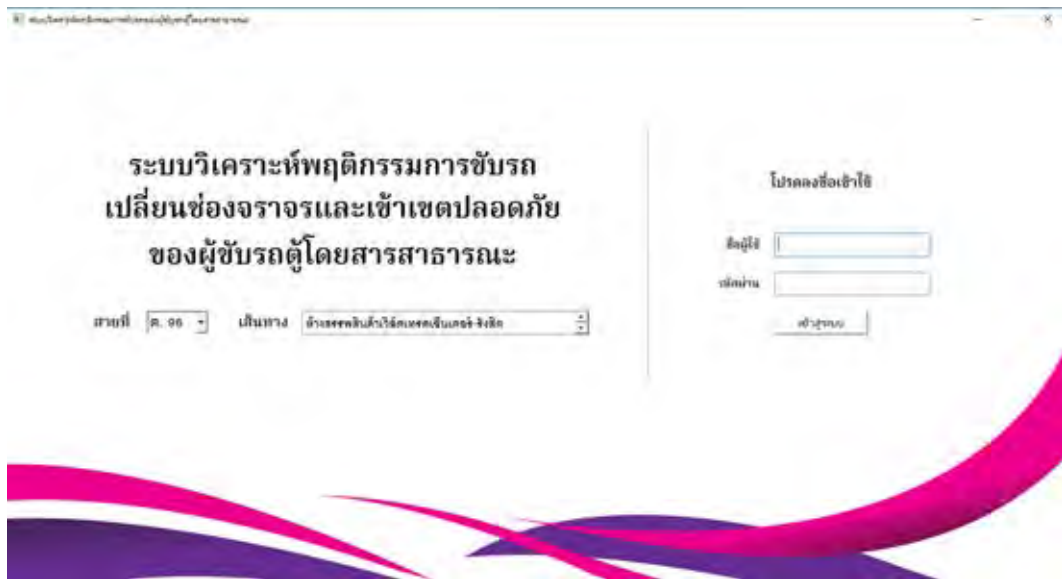 ระบบวิเคราะห์พฤติกรรมการขับรถ
เปลี่ยนช่องจราจรและเข้าเขตปลอดภัย
ของผู้ขับรถตู้โดยสารสาธารณะ
สายที่ ต. 96 เส้นทาง
โปรดลงชื่อเข้าใช้
ชื่อผู้ใช้
รหัสผ่าน
เข้าสู่ระบบ